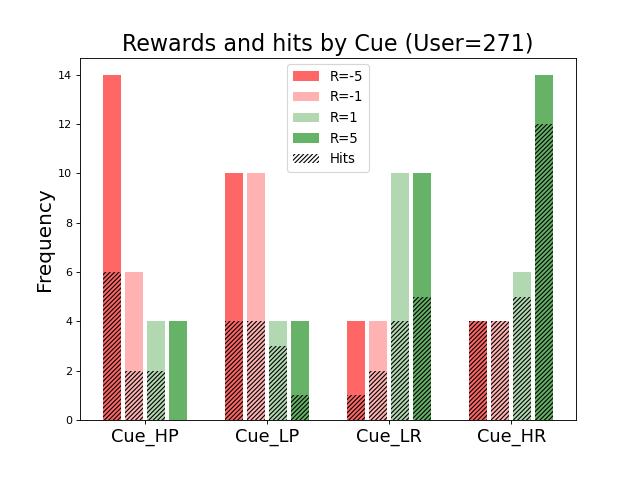 Rewards and hits by Cue (User=271)
R=-5
R=-1
R=1
R=5
Hits
Frequency
14
12
10
8
6
4
2
0
Cue_HP
Cue_LP
Cue_LR
Cue_HR